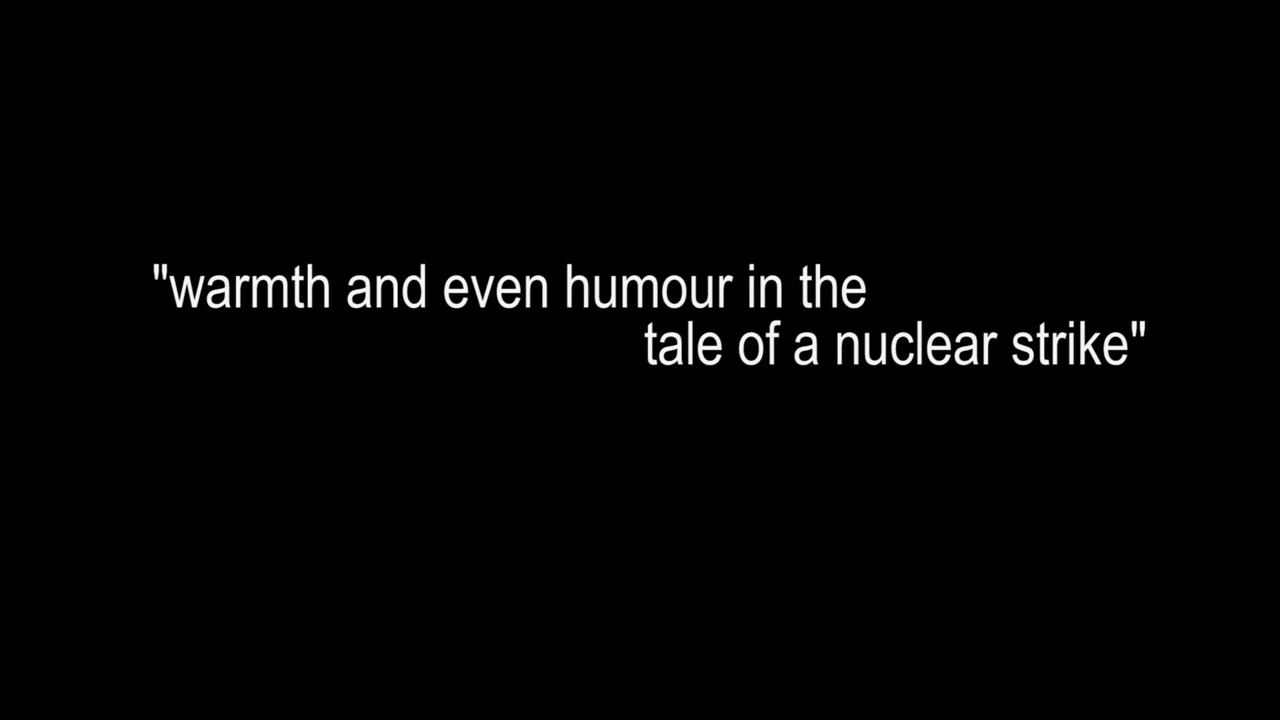 "warmth and even humour in the
tale of a nuclear strike"